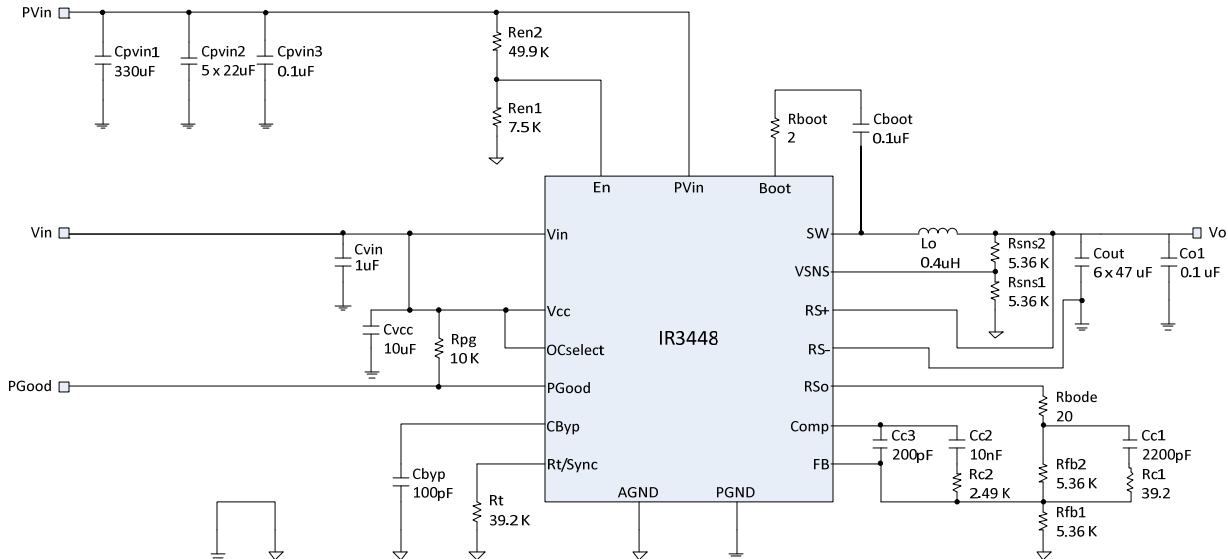 PVin
Cpvin1
330uF
Cpvin2
5 x 22uF
Cpvin3
0.1uF
Ren2
49.9 K
Ren1
7.5 K
Rboot
2
Cboot
0.1uF
En
PVin
Boot
Vin
Cvin
1uF
Vin
SW
Lo
0.4uH
Rsns2
5.36 K
Rsns1
5.36 K
Cout
6 x 47 uF
Co1
0.1 uF
Vo
VSNS
Cvcc
10uF
Rpg
10 K
Vcc
OCselect
IR3448
RS+
RS-
PGood
PGood
RSo
Rbode
20
CByp
Comp
Cc3
200pF
Cc2
10nF
Cc1
2200pF
Rt/Sync
FB
Cbyp
100pF
Rt
39.2 K
AGND
PGND
Rc2
2.49 K
Rfb2
5.36 K
Rc1
39.2
Rfb1
5.36 K